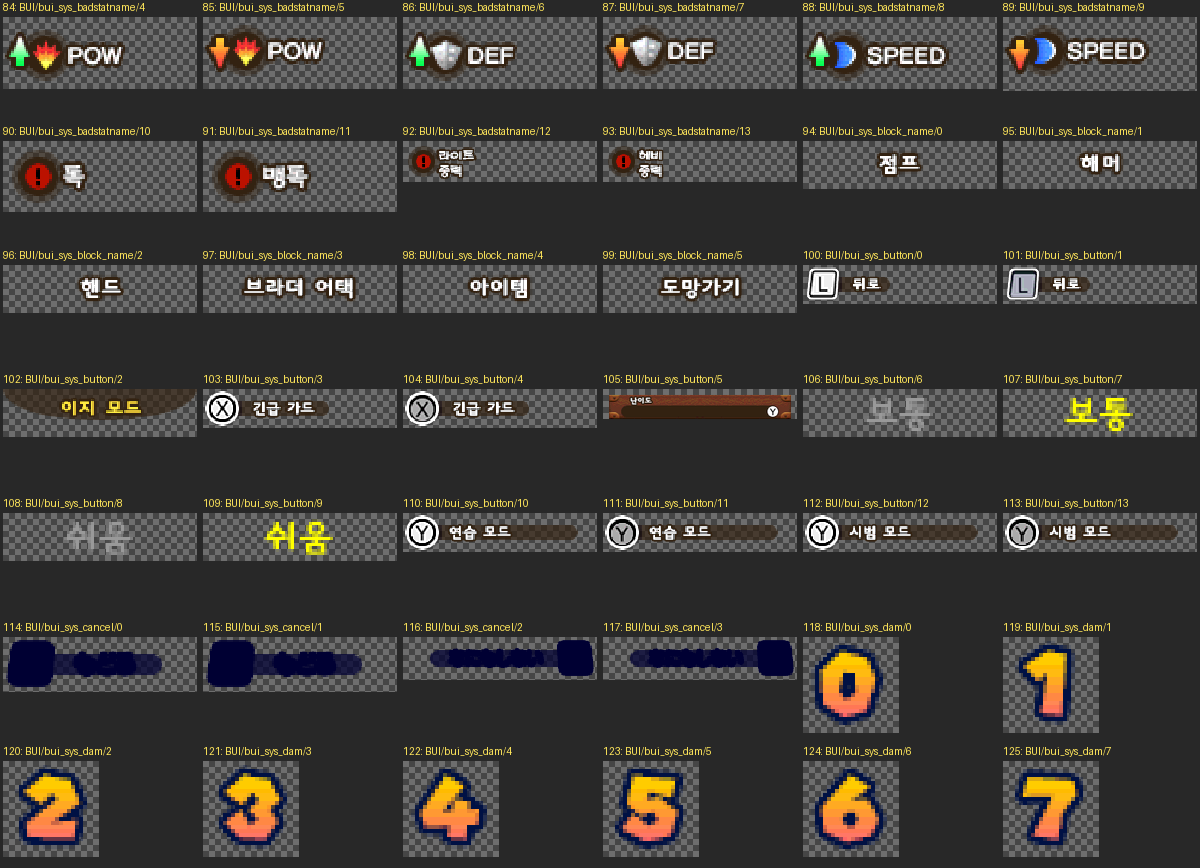 84: BUI/bui_sys_badstatname/4
85: BUI/bui_sys_badstatname/5
86: BUI/bui_sys_badstatname/6
87: BUI/bui_sys_badstatname/7
88: BUI/bui_sys_badstatname/8
89: BUI/bui_sys_badstatname/9
POW
POW
DEF
DEF
SPEED
SPEED
90: BUI/bui_sys_badstatname/10
91: BUI/bui_sys_badstatname/11
92: BUI/bui_sys_badstatname/12
93: BUI/bui_sys_badstatname/13
94: BUI/bui_sys_block_name/0
95: BUI/bui_sys_block_name/1
! 독
! 맹독
! 라이트
중력
! 헤비
중력
점프
해머
96: BUI/bui_sys_block_name/2
97: BUI/bui_sys_block_name/3
98: BUI/bui_sys_block_name/4
99: BUI/bui_sys_block_name/5
100: BUI/bui_sys_button/0
101: BUI/bui_sys_button/1
핸드
브라더 어택
아이템
도망가기
L 뒤로
L 뒤로
102: BUI/bui_sys_button/2
103: BUI/bui_sys_button/3
104: BUI/bui_sys_button/4
105: BUI/bui_sys_button/5
106: BUI/bui_sys_button/6
107: BUI/bui_sys_button/7
이지 모드
X 긴급 가드
X 긴급 가드
난이도
Y
보통
보통
108: BUI/bui_sys_button/8
109: BUI/bui_sys_button/9
110: BUI/bui_sys_button/10
111: BUI/bui_sys_button/11
112: BUI/bui_sys_button/12
113: BUI/bui_sys_button/13
쉬움
쉬움
Y 연습 모드
Y 연습 모드
Y 시범 모드
Y 시범 모드
114: BUI/bui_sys_cancel/0
115: BUI/bui_sys_cancel/1
116: BUI/bui_sys_cancel/2
117: BUI/bui_sys_cancel/3
118: BUI/bui_sys_dam/0
119: BUI/bui_sys_dam/1
0
1
120: BUI/bui_sys_dam/2
121: BUI/bui_sys_dam/3
122: BUI/bui_sys_dam/4
123: BUI/bui_sys_dam/5
124: BUI/bui_sys_dam/6
125: BUI/bui_sys_dam/7
2
3
4
5
6
7